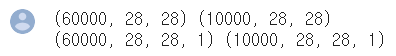 (60000, 28, 28) (10000, 28, 28)
(60000, 28, 28, 1) (10000, 28, 28, 1)